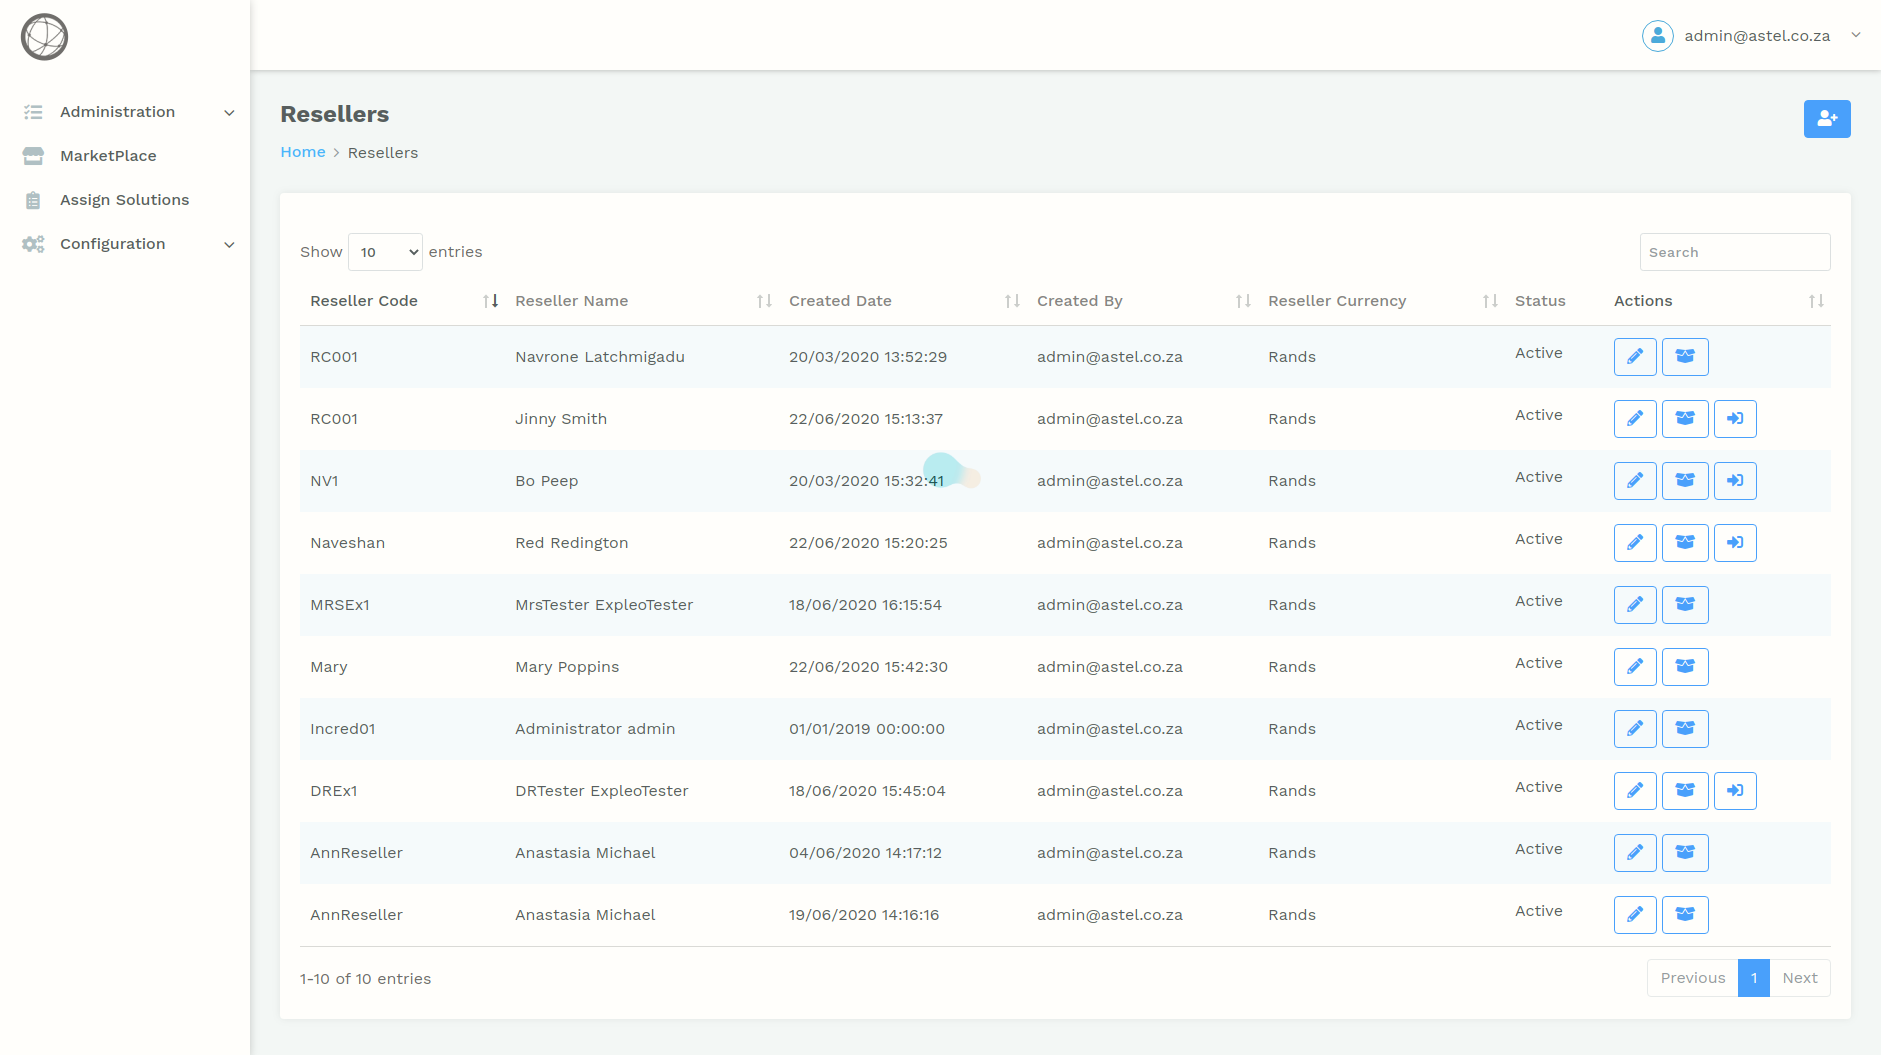 admin@astel.co.za
Administration
MarketPlace
Assign Solutions
Configuration
Resellers
Home > Resellers
Show 10 entries
Search
Reseller Code Reseller Name Created Date Created By Reseller Currency Status Actions
RC001 Navrone Latchmigadu 20/03/2020 13:52:29 admin@astel.co.za Rands Active
RC001 Jinny Smith 22/06/2020 15:13:37 admin@astel.co.za Rands Active
NV1 Bo Peep 20/03/2020 15:32:41 admin@astel.co.za Rands Active
Naveshan Red Redington 22/06/2020 15:20:25 admin@astel.co.za Rands Active
MRSEx1 MrsTester ExpleoTester 18/06/2020 16:15:54 admin@astel.co.za Rands Active
Mary Mary Poppins 22/06/2020 15:42:30 admin@astel.co.za Rands Active
Incred01 Administrator admin 01/01/2019 00:00:00 admin@astel.co.za Rands Active
DREx1 DRTester ExpleoTester 18/06/2020 15:45:04 admin@astel.co.za Rands Active
AnnReseller Anastasia Michael 04/06/2020 14:17:12 admin@astel.co.za Rands Active
AnnReseller Anastasia Michael 19/06/2020 14:16:16 admin@astel.co.za Rands Active
1-10 of 10 entries
Previous 1 Next